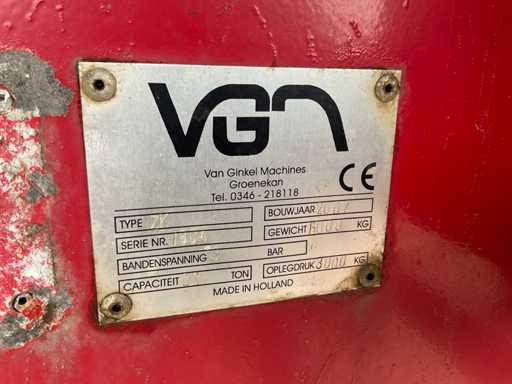 VGN
Van Ginkel Machines
Groenekan
Tel. 0346 - 218118
CE
TYPE
BOUWJAAR
SERIE NR.
GEWICHT KG
BANDENSPANNING BAR
CAPACITEIT TON
OPLEGDRUK 3000 KG
MADE IN HOLLAND